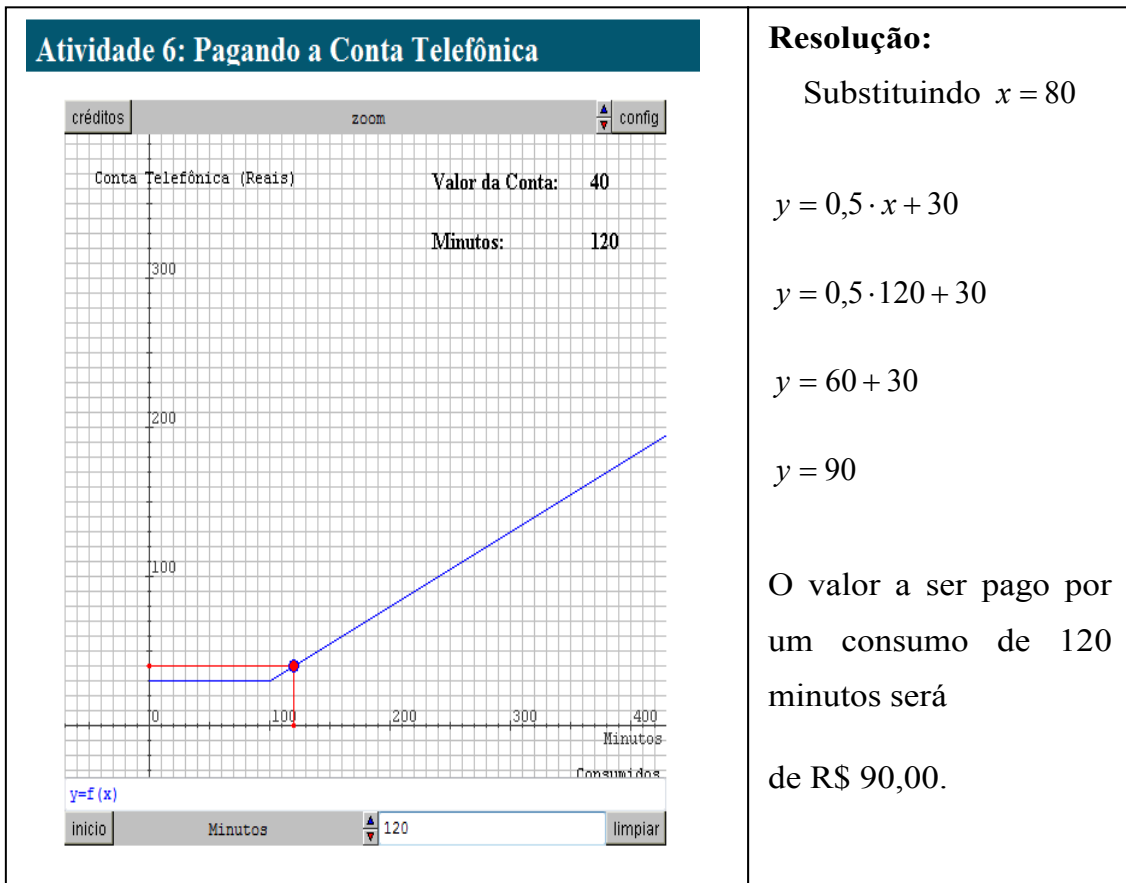 Atividade 6: Pagando a Conta Telefônica
créditos
zoom
config
Conta Telefônica (Reais)
Valor da Conta: 40
Minutos: 120
300
200
100
0 100 200 300 400
Minutos
Consumidos
y=f(x)
inicio
Minutos
120
limpiar
Resolução:
Substituindo x = 80
y = 0,5 · x + 30
y = 0,5 · 120 + 30
y = 60 + 30
y = 90
O valor a ser pago por
um consumo de 120
minutos será
de R$ 90,00.